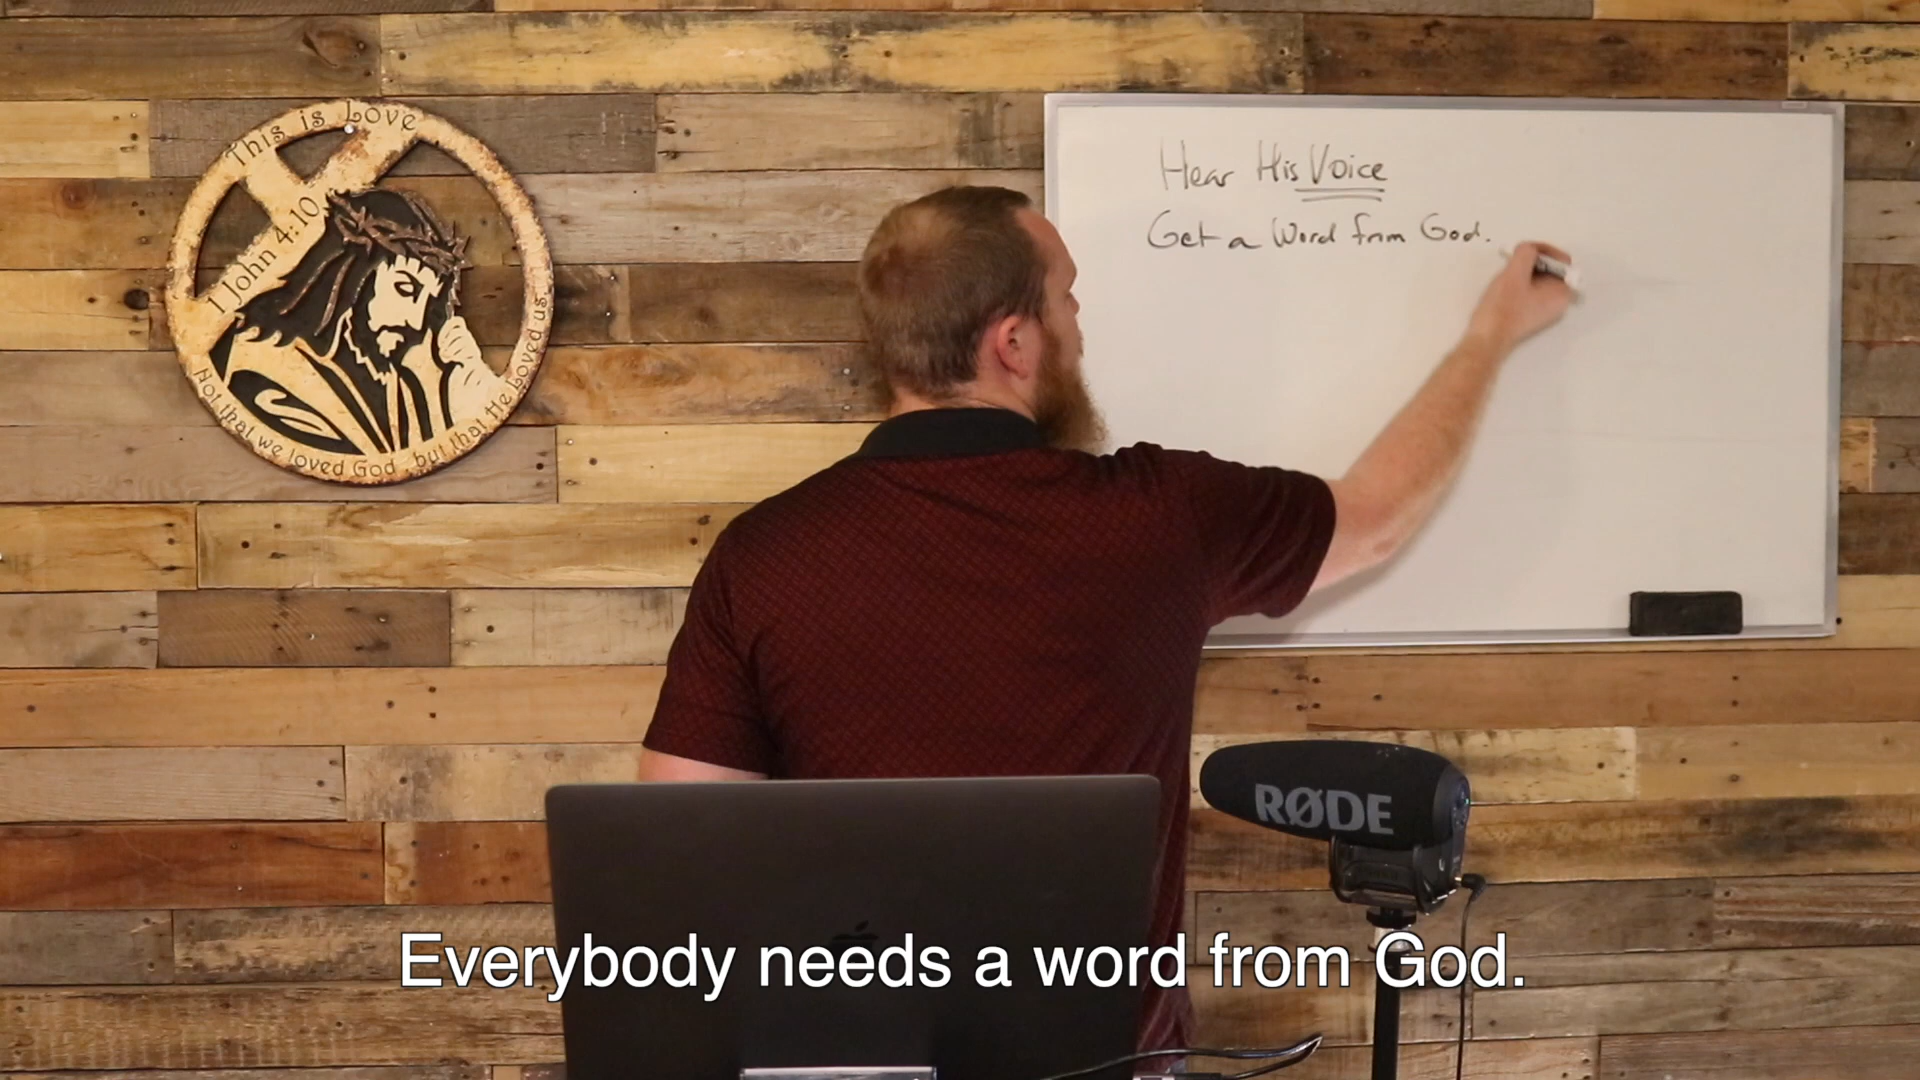 This is Love
1 John 4:10
Not that we loved God, but that He Loved us.
Hear His Voice
Get a Word from God.
RØDE
Everybody needs a word from God.